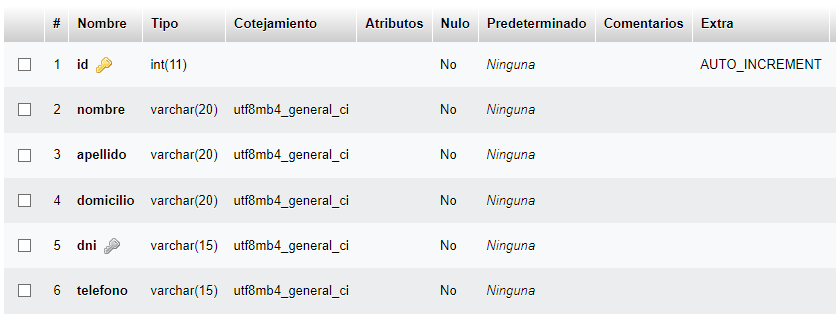 # Nombre Tipo Cotejamiento Atributos Nulo Predeterminado Comentarios Extra
1 id int(11) No Ninguna AUTO_INCREMENT
2 nombre varchar(20) utf8mb4_general_ci No Ninguna
3 apellido varchar(20) utf8mb4_general_ci No Ninguna
4 domicilio varchar(20) utf8mb4_general_ci No Ninguna
5 dni varchar(15) utf8mb4_general_ci No Ninguna
6 telefono varchar(15) utf8mb4_general_ci No Ninguna